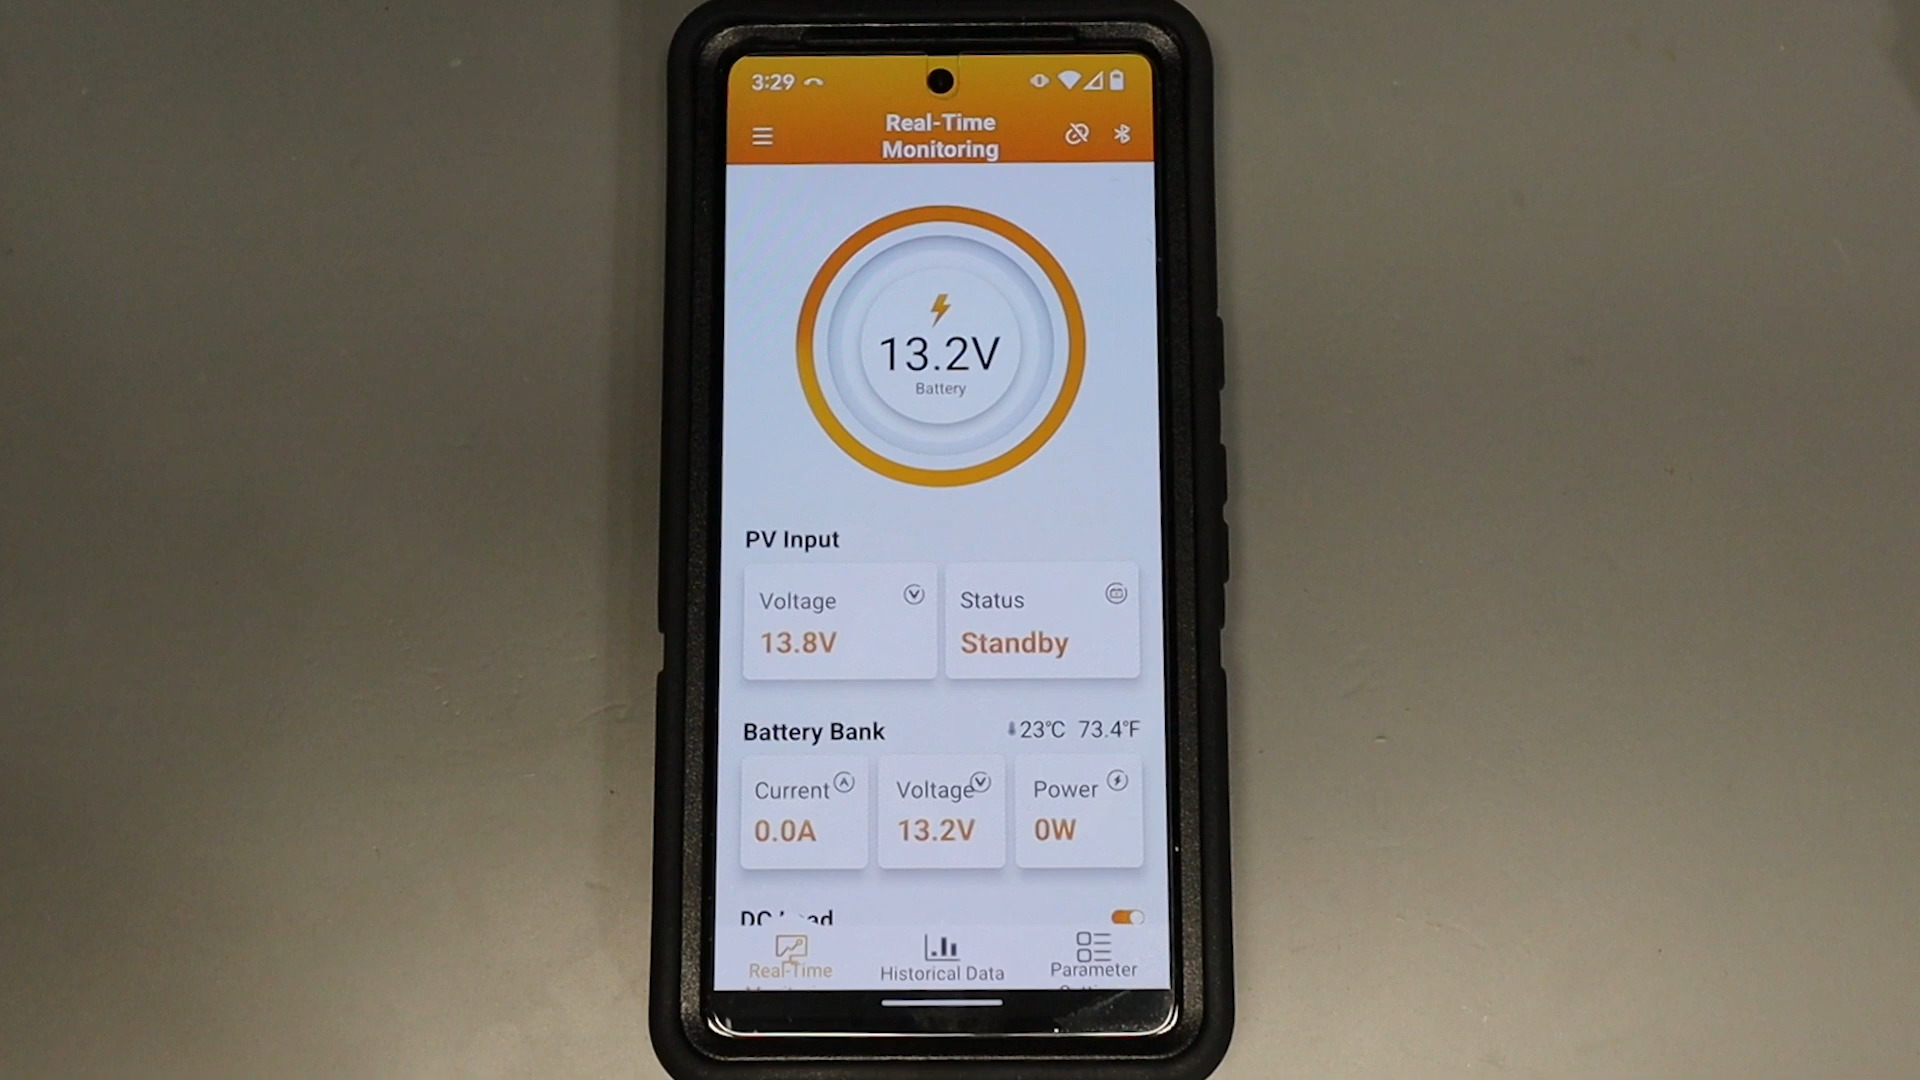 3:29
Real-Time
Monitoring
13.2V
Battery
PV Input
Voltage
13.8V
Status
Standby
Battery Bank
23℃ 73.4℉
Current
0.0A
Voltage
13.2V
Power
0W
Real-Time
Historical Data
Parameter